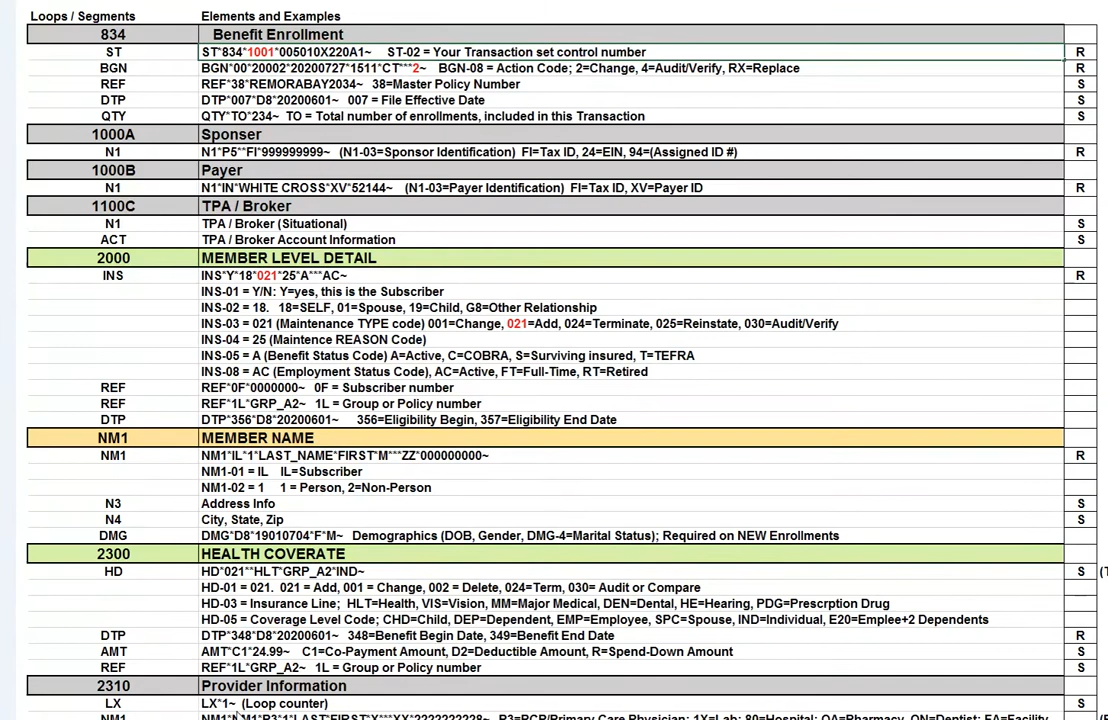 Loops / Segments Elements and Examples
834 Benefit Enrollment
ST ST*834*1001*005010X220A1~ ST-02 = Your Transaction set control number R
BGN BGN*00*20002*20200727*1511*CT***2~ BGN-08 = Action Code; 2=Change, 4=Audit/Verify, RX=Replace R
REF REF*38*REMORABAY2034~ 38=Master Policy Number S
DTP DTP*007*D8*20200601~ 007 = File Effective Date S
QTY QTY*TO*234~ TO = Total number of enrollments, included in this Transaction S
1000A Sponser
N1 N1*P5**FI*999999999~ (N1-03=Sponsor Identification) FI=Tax ID, 24=EIN, 94=(Assigned ID #) R
1000B Payer
N1 N1*IN*WHITE CROSS*XV*52144~ (N1-03=Payer Identification) FI=Tax ID, XV=Payer ID R
1100C TPA / Broker
N1 TPA / Broker (Situational) S
ACT TPA / Broker Account Information S
2000 MEMBER LEVEL DETAIL
INS INS*Y*18*021*25*A***AC~ R
INS-01 = Y/N: Y=yes, this is the Subscriber
INS-02 = 18. 18=SELF, 01=Spouse, 19=Child, G8=Other Relationship
INS-03 = 021 (Maintenance TYPE code) 001=Change, 021=Add, 024=Terminate, 025=Reinstate, 030=Audit/Verify
INS-04 = 25 (Maintence REASON Code)
INS-05 = A (Benefit Status Code) A=Active, C=COBRA, S=Surviving insured, T=TEFRA
INS-08 = AC (Employment Status Code), AC=Active, FT=Full-Time, RT=Retired
REF REF*0F*0000000~ 0F = Subscriber number S
REF REF*1L*GRP_A2~ 1L = Group or Policy number S
DTP DTP*356*D8*20200601~ 356=Eligibility Begin, 357=Eligibility End Date S
NM1 MEMBER NAME
NM1 NM1*IL*1*LAST_NAME*FIRST*M***ZZ*000000000~ R
NM1-01 = IL IL=Subscriber
NM1-02 = 1 1 = Person, 2=Non-Person
N3 Address Info S
N4 City, State, Zip S
DMG DMG*D8*19010704*F*M~ Demographics (DOB, Gender, DMG-4=Marital Status); Required on NEW Enrollments
2300 HEALTH COVERATE
HD HD*021**HLT*GRP_A2*IND~ S (T
HD-01 = 021. 021 = Add, 001 = Change, 002 = Delete, 024=Term, 030= Audit or Compare
HD-03 = Insurance Line; HLT=Health, VIS=Vision, MM=Major Medical, DEN=Dental, HE=Hearing, PDG=Prescrption Drug
HD-05 = Coverage Level Code; CHD=Child, DEP=Dependent, EMP=Employee, SPC=Spouse, IND=Individual, E20=Emplee+2 Dependents
DTP DTP*348*D8*20200601~ 348=Benefit Begin Date, 349=Benefit End Date R
AMT AMT*C1*24.99~ C1=Co-Payment Amount, D2=Deductible Amount, R=Spend-Down Amount S
REF REF*1L*GRP_A2~ 1L = Group or Policy number S
2310 Provider Information
LX LX*1~ (Loop counter) S
NM1